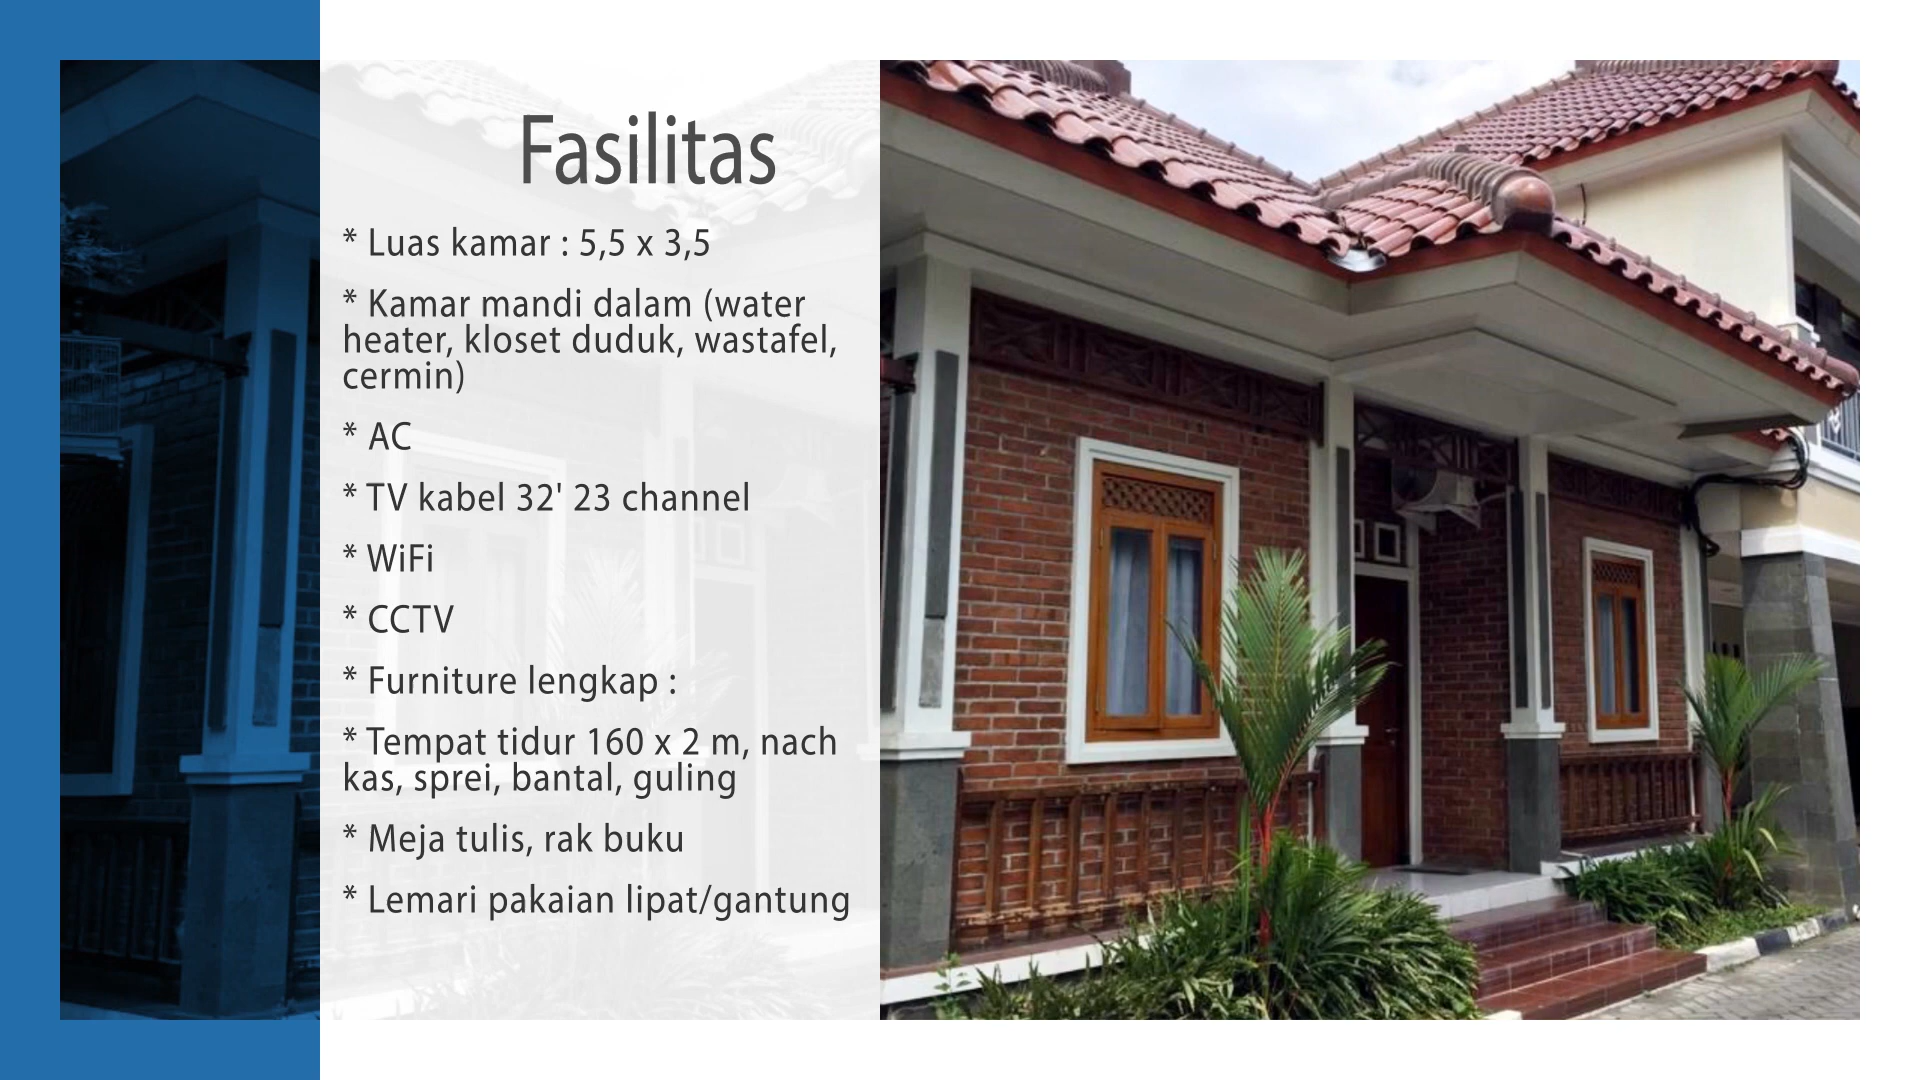 Fasilitas
* Luas kamar : 5,5 x 3,5
* Kamar mandi dalam (water
heater, kloset duduk, wastafel,
cermin)
* AC
* TV kabel 32' 23 channel
* WiFi
* CCTV
* Furniture lengkap :
* Tempat tidur 160 x 2 m, nach
kas, sprei, bantal, guling
* Meja tulis, rak buku
* Lemari pakaian lipat/gantung